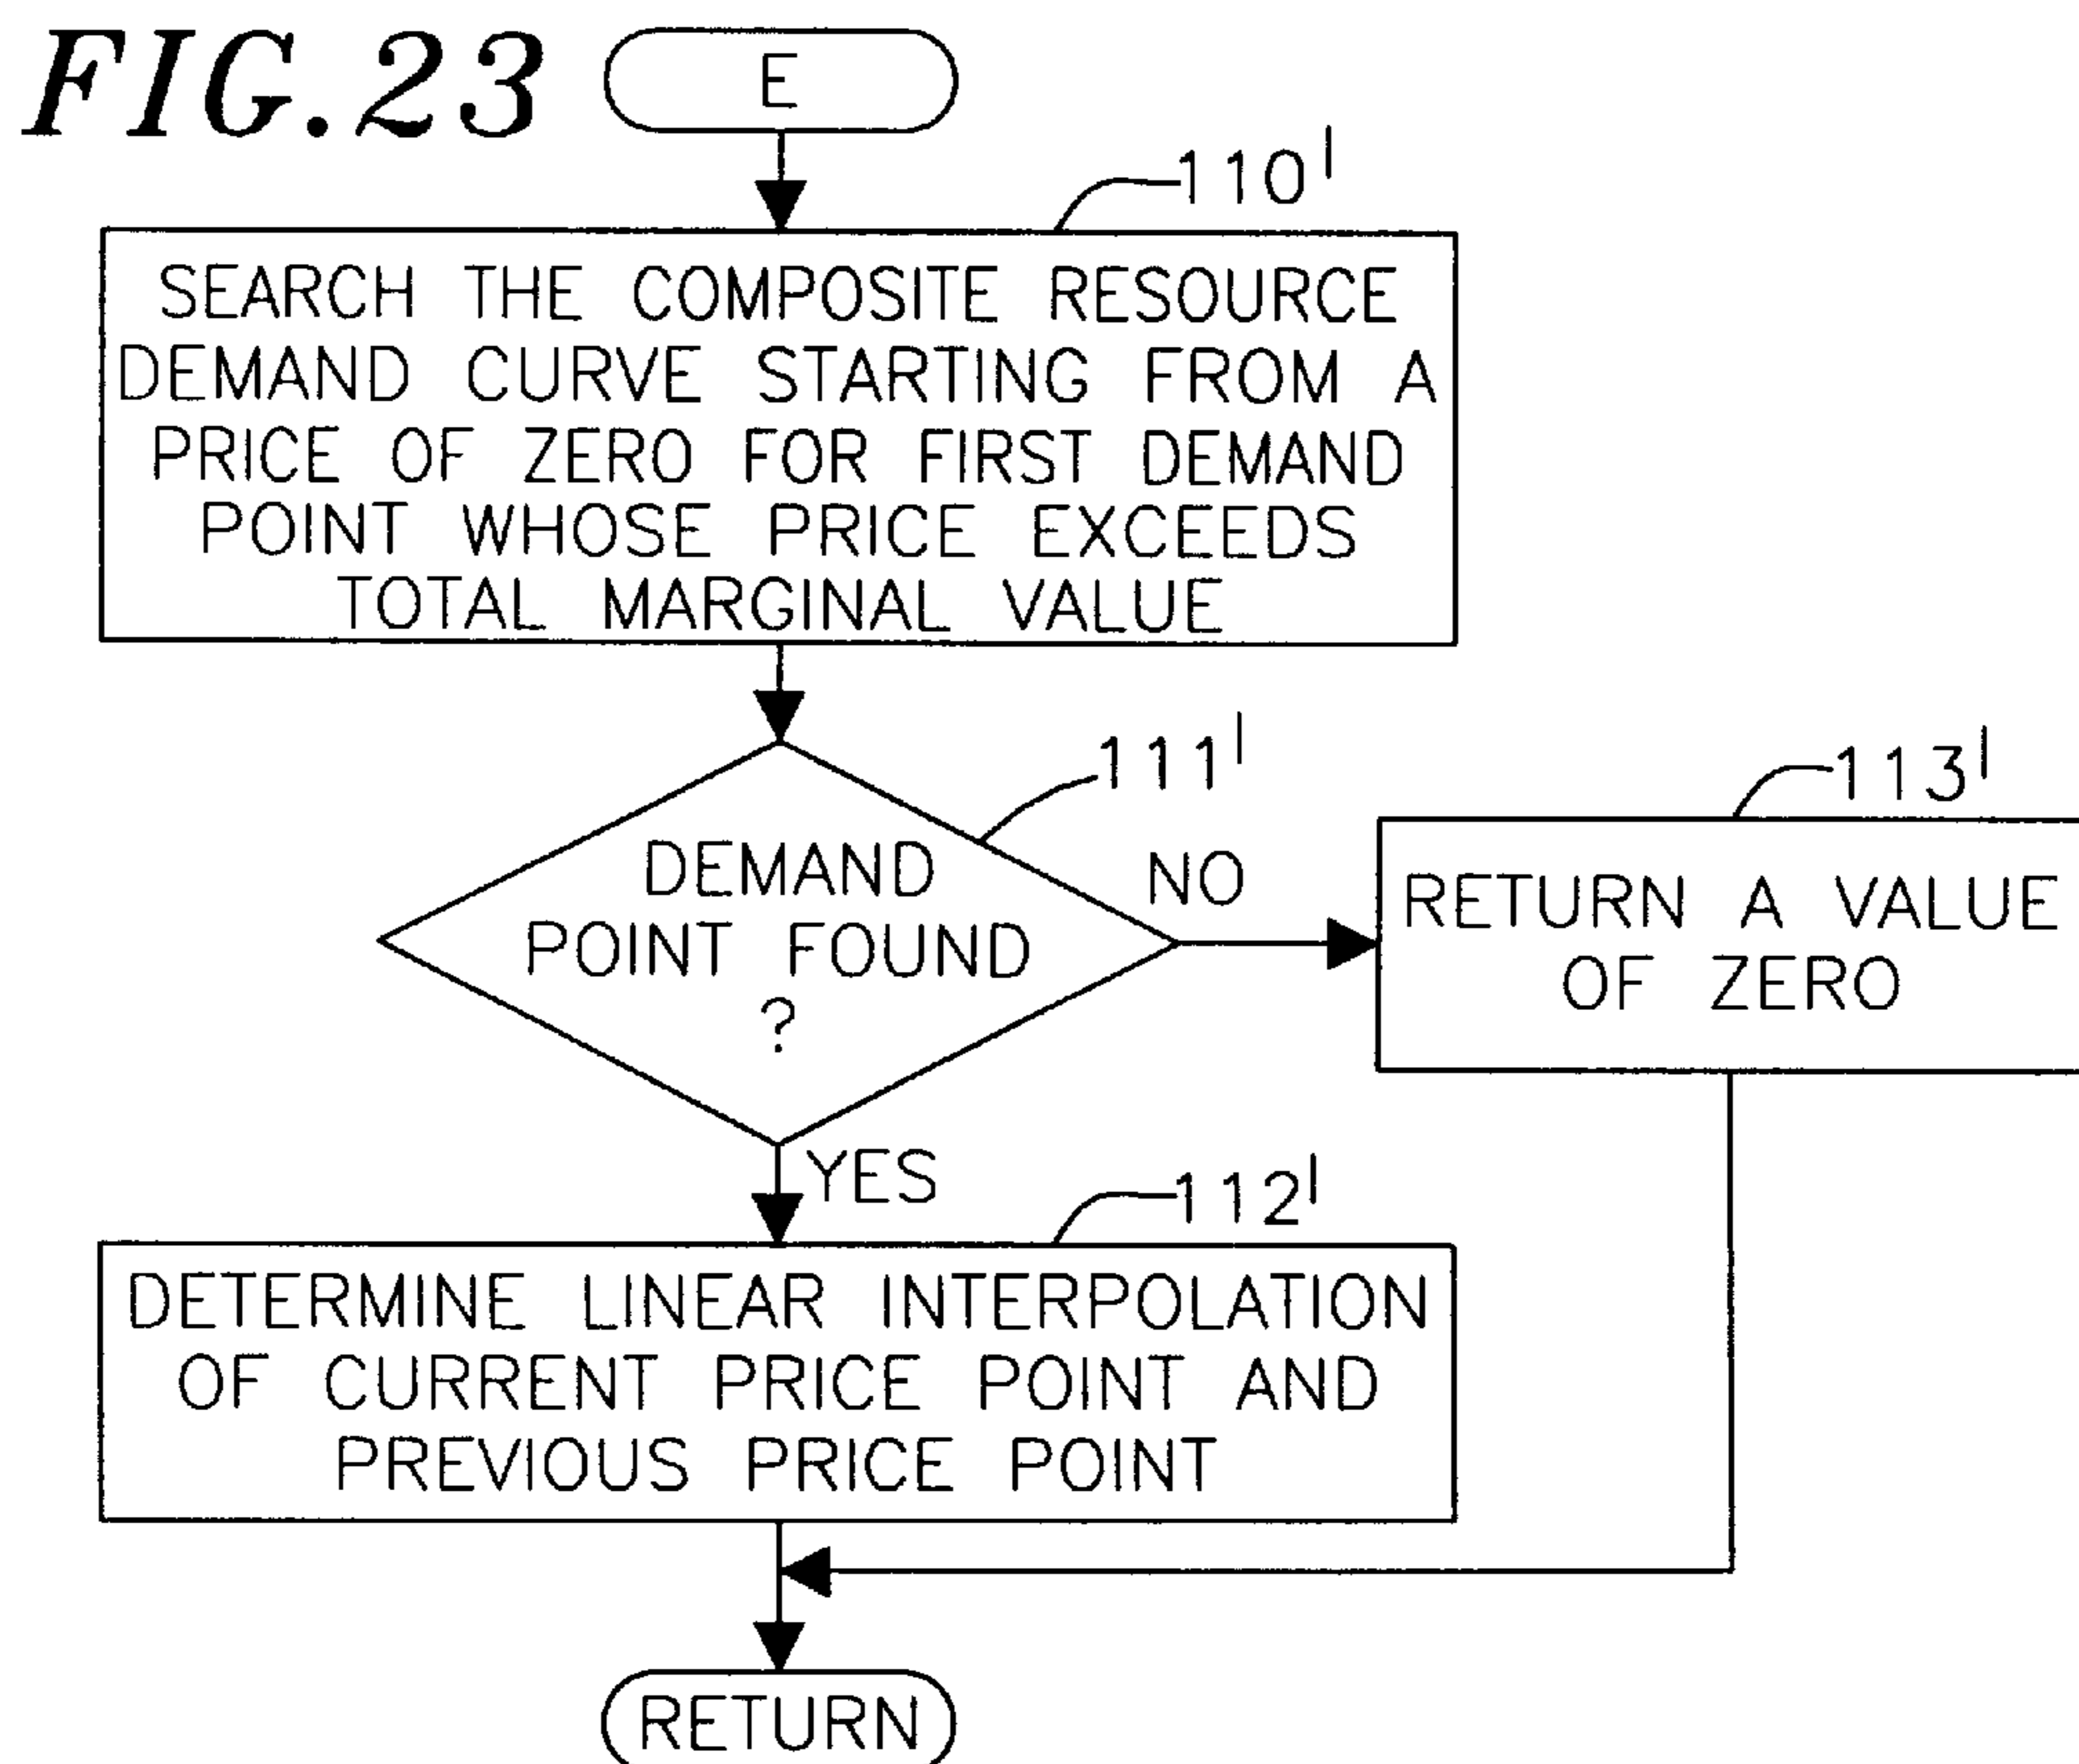 FIG.23
E
110'
SEARCH THE COMPOSITE RESOURCE
DEMAND CURVE STARTING FROM A
PRICE OF ZERO FOR FIRST DEMAND
POINT WHOSE PRICE EXCEEDS
TOTAL MARGINAL VALUE
111'
DEMAND
POINT FOUND
?
NO
113'
RETURN A VALUE
OF ZERO
YES
112'
DETERMINE LINEAR INTERPOLATION
OF CURRENT PRICE POINT AND
PREVIOUS PRICE POINT
RETURN